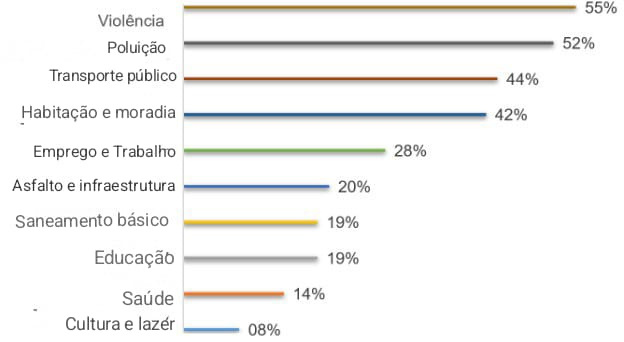 Violência 55%
Poluição 52%
Transporte público 44%
Habitação e moradia 42%
Emprego e Trabalho 28%
Asfalto e infraestrutura 20%
Saneamento básico 19%
Educação 19%
Saúde 14%
Cultura e lazér 08%